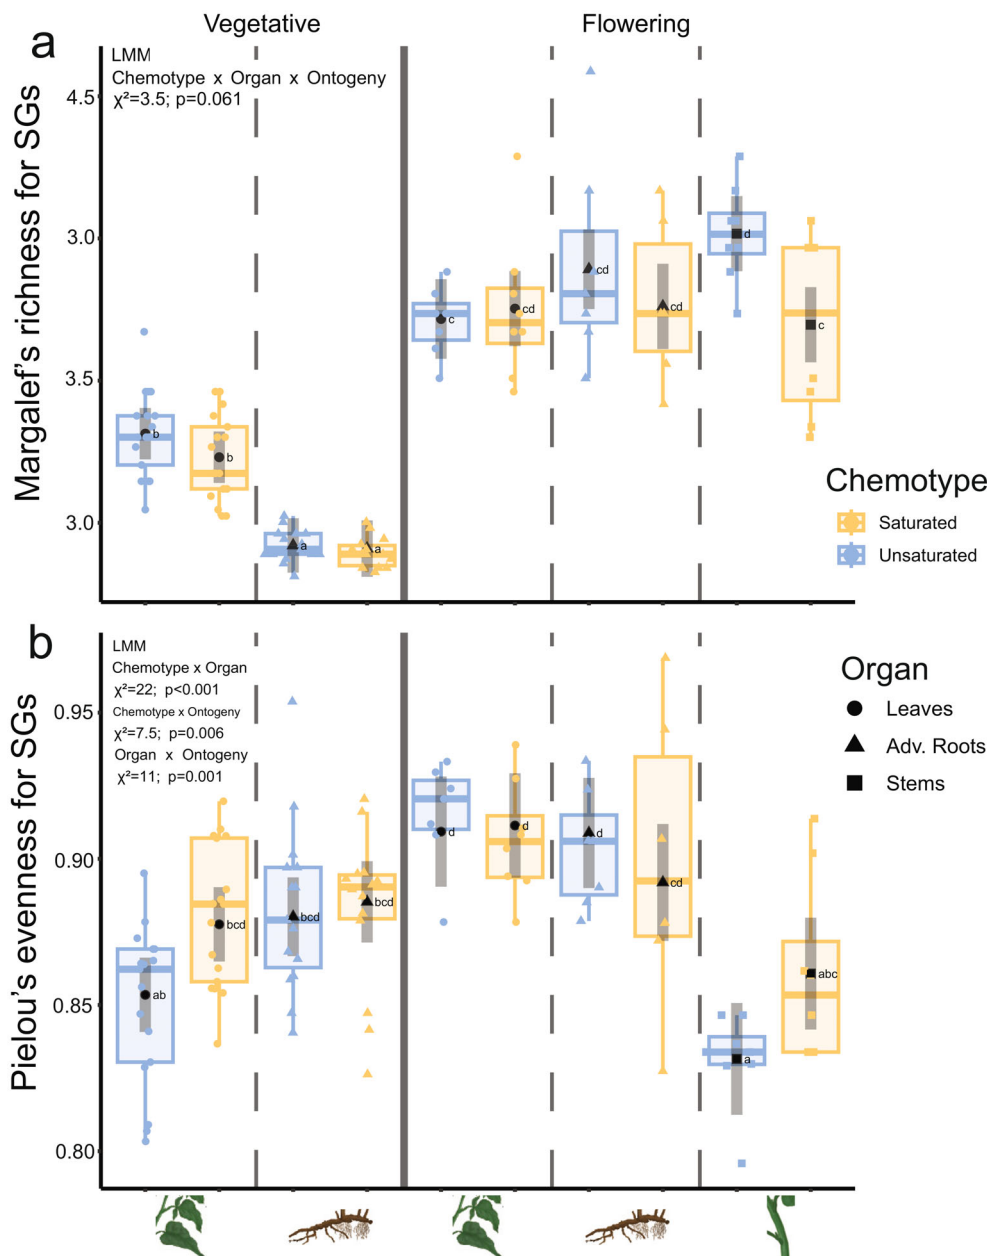 Vegetative
Flowering
a
LMM
Chemotype x Organ x Ontogeny
χ²=3.5; p=0.061
Margalef's richness for SGs
4.5
3.0
3.5
3.0
b
b
a
a
c
cd
cd
cd
d
c
Chemotype
Saturated
Unsaturated
b
LMM
Chemotype x Organ
χ²=22; p<0.001
Chemotype x Ontogeny
χ²=7.5; p=0.006
Organ x Ontogeny
χ²=11; p=0.001
Pielou's evenness for SGs
0.95
0.90
0.85
0.80
ab
bcd
bcd
bcd
d
d
d
cd
a
abc
Organ
Leaves
Adv. Roots
Stems